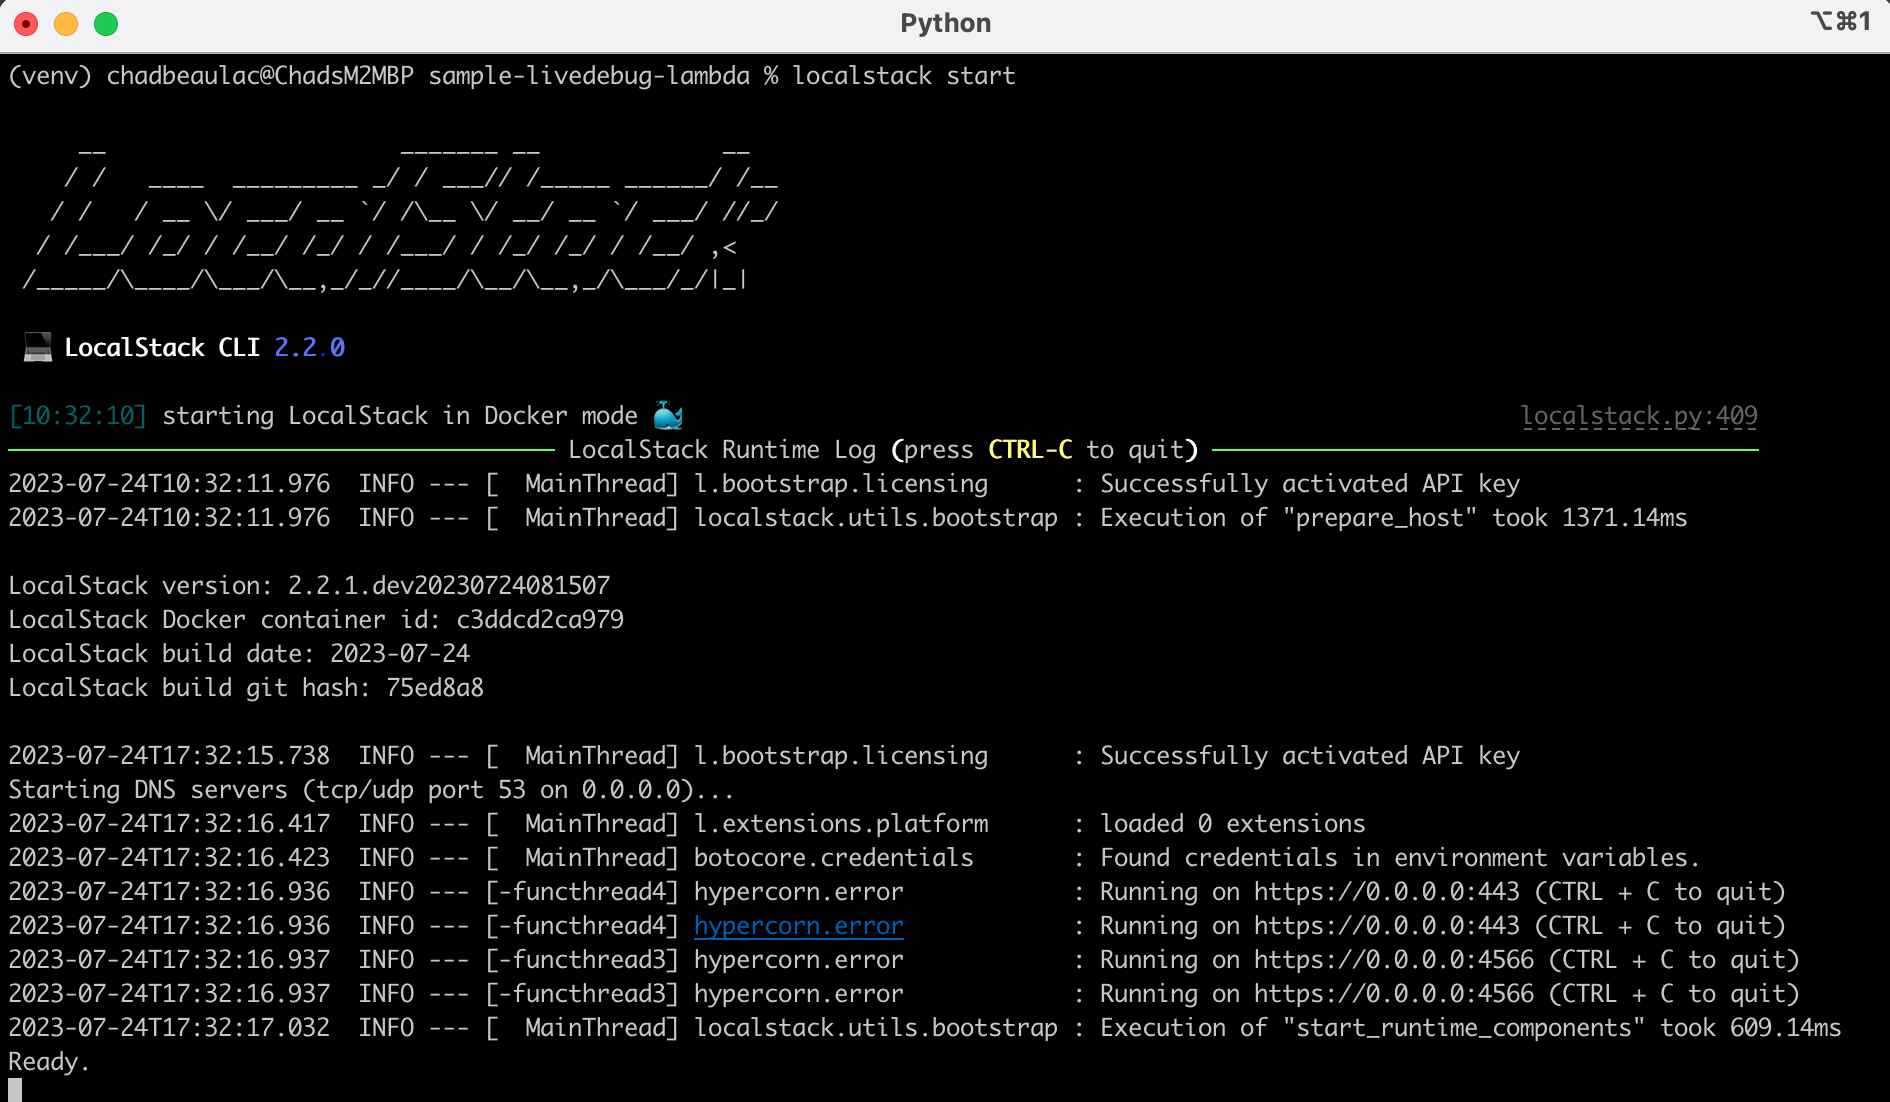 Python
⌥⌘1
(venv) chadbeaulac@ChadsM2MBP sample-livedebug-lambda % localstack start
     __                     _______ __             __
    / /   ____  _________ _/ / ___// /_____ ______/ /__
   / /   / __ \/ ___/ __ `/ /\__ \/ __/ __ `/ ___/ //_/
  / /___/ /_/ / /__/ /_/ / /___/ / /_/ /_/ / /__/ ,<
 /_____/\____/\___/\__,_/_//____/\__/\__,_/\___/_/|_|
💻 LocalStack CLI 2.2.0
[10:32:10] starting LocalStack in Docker mode 🐳 localstack.py:409
LocalStack Runtime Log (press CTRL-C to quit)
2023-07-24T10:32:11.976  INFO --- [  MainThread] l.bootstrap.licensing      : Successfully activated API key
2023-07-24T10:32:11.976  INFO --- [  MainThread] localstack.utils.bootstrap : Execution of "prepare_host" took 1371.14ms
LocalStack version: 2.2.1.dev20230724081507
LocalStack Docker container id: c3ddcd2ca979
LocalStack build date: 2023-07-24
LocalStack build git hash: 75ed8a8
2023-07-24T17:32:15.738  INFO --- [  MainThread] l.bootstrap.licensing      : Successfully activated API key
Starting DNS servers (tcp/udp port 53 on 0.0.0.0)...
2023-07-24T17:32:16.417  INFO --- [  MainThread] l.extensions.platform      : loaded 0 extensions
2023-07-24T17:32:16.423  INFO --- [  MainThread] botocore.credentials       : Found credentials in environment variables.
2023-07-24T17:32:16.936  INFO --- [-functhread4] hypercorn.error            : Running on https://0.0.0.0:443 (CTRL + C to quit)
2023-07-24T17:32:16.936  INFO --- [-functhread4] hypercorn.error            : Running on https://0.0.0.0:443 (CTRL + C to quit)
2023-07-24T17:32:16.937  INFO --- [-functhread3] hypercorn.error            : Running on https://0.0.0.0:4566 (CTRL + C to quit)
2023-07-24T17:32:16.937  INFO --- [-functhread3] hypercorn.error            : Running on https://0.0.0.0:4566 (CTRL + C to quit)
2023-07-24T17:32:17.032  INFO --- [  MainThread] localstack.utils.bootstrap : Execution of "start_runtime_components" took 609.14ms
Ready.